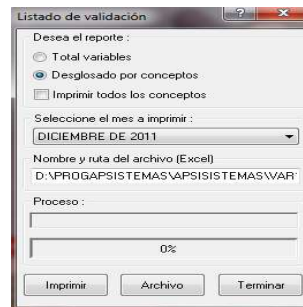 Listado de validación
Desea el reporte :
Total variables
Desglosado por conceptos
Imprimir todos los conceptos
Seleccione el mes a imprimir :
DICIEMBRE DE 2011
Nombre y ruta del archivo (Excel)
D:\PROGAPSISTEMAS\APSISISTEMAS\VAR
Proceso :
0%
Imprimir Archivo Terminar